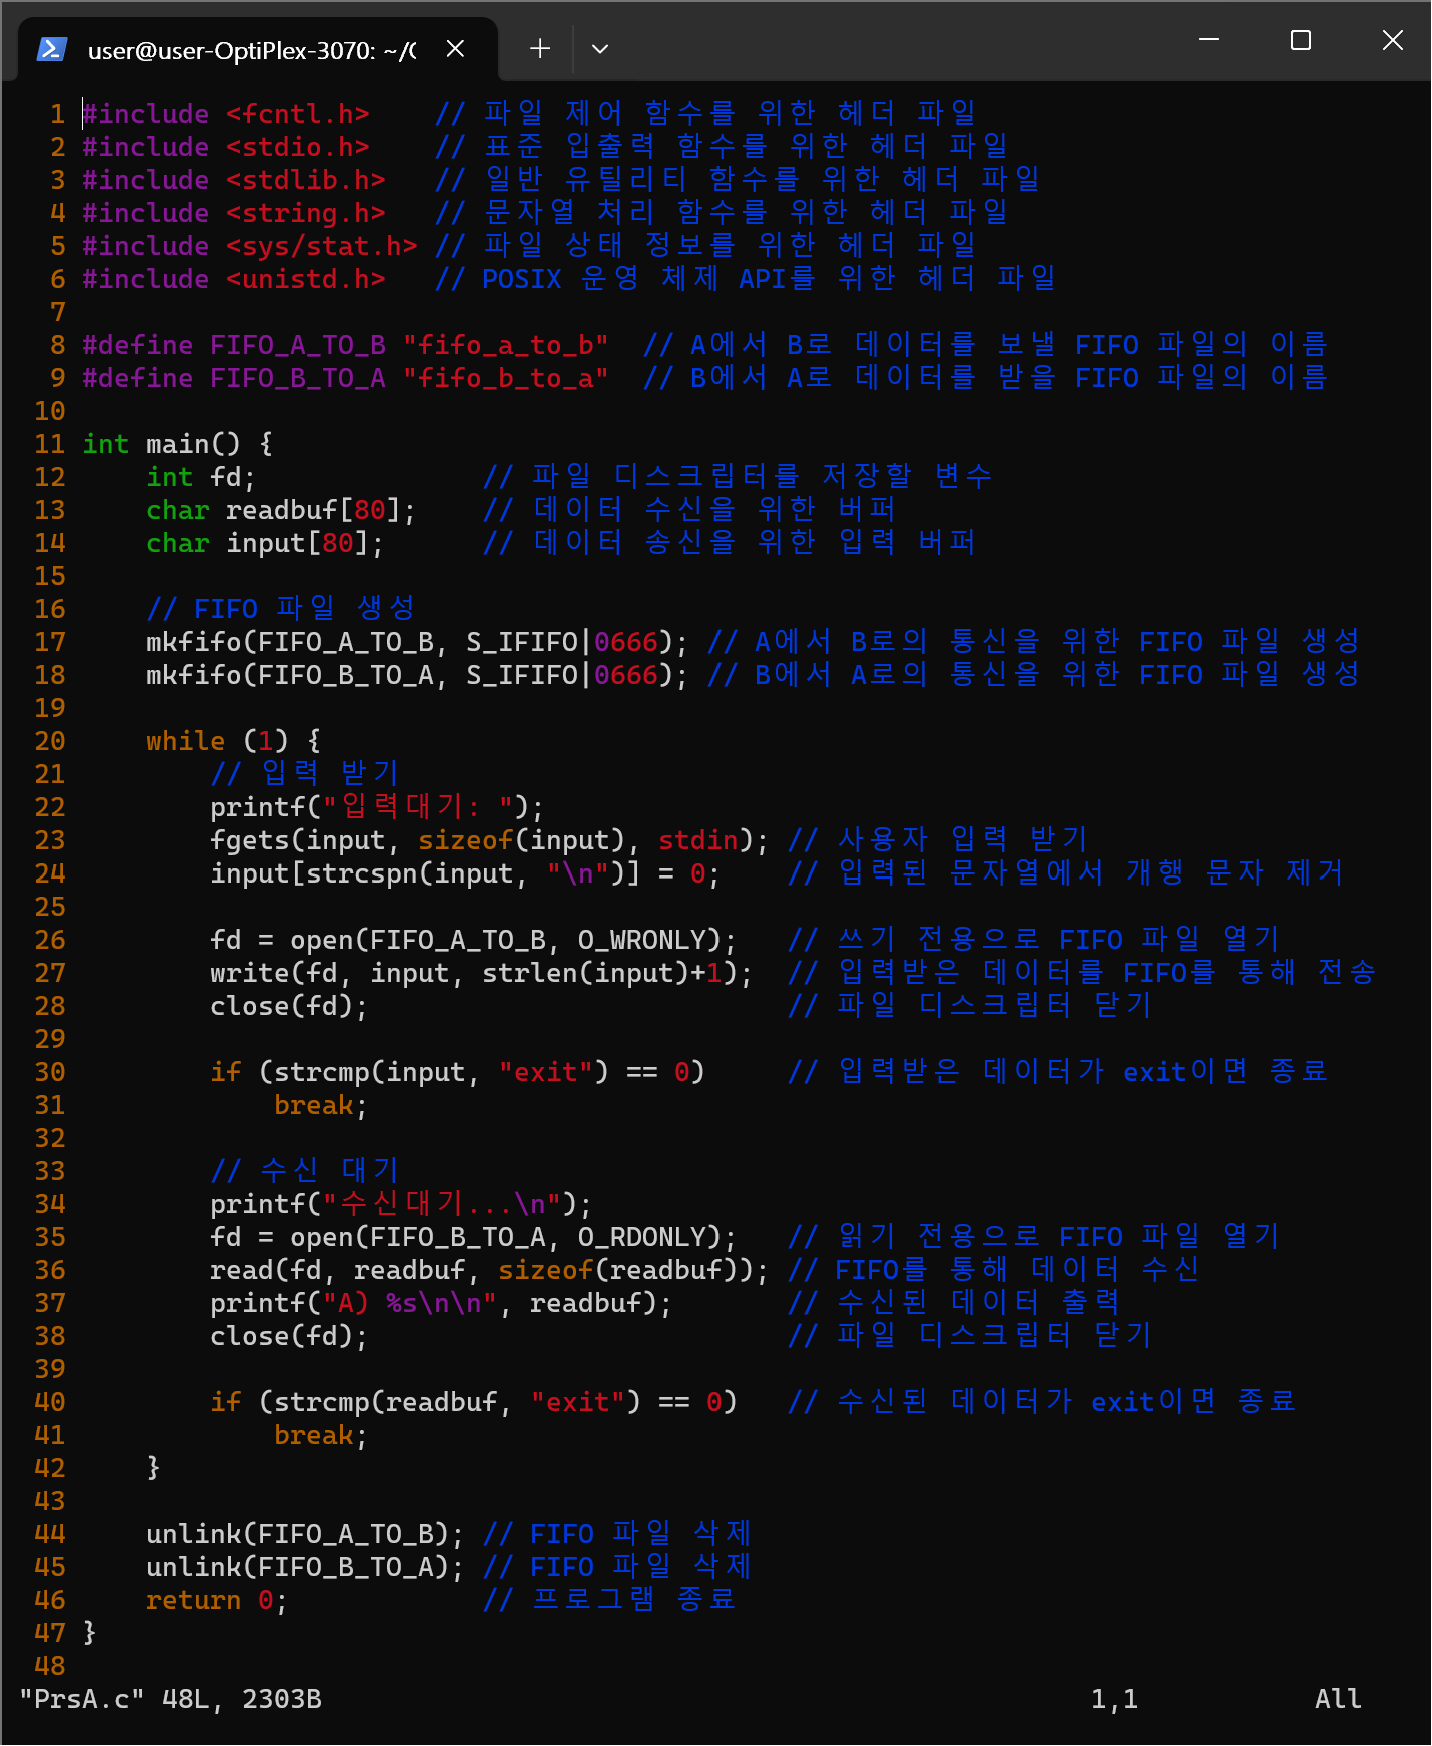 user@user-OptiPlex-3070: ~/
1 #include <fcntl.h>    // 파일 제어 함수를 위한 헤더 파일
2 #include <stdio.h>    // 표준 입출력 함수를 위한 헤더 파일
3 #include <stdlib.h>   // 일반 유틸리티 함수를 위한 헤더 파일
4 #include <string.h>   // 문자열 처리 함수를 위한 헤더 파일
5 #include <sys/stat.h> // 파일 상태 정보를 위한 헤더 파일
6 #include <unistd.h>   // POSIX 운영 체제 API를 위한 헤더 파일
7
8 #define FIFO_A_TO_B "fifo_a_to_b"  // A에서 B로 데이터를 보낼 FIFO 파일의 이름
9 #define FIFO_B_TO_A "fifo_b_to_a"  // B에서 A로 데이터를 받을 FIFO 파일의 이름
10
11 int main() {
12     int fd;              // 파일 디스크립터를 저장할 변수
13     char readbuf[80];    // 데이터 수신을 위한 버퍼
14     char input[80];      // 데이터 송신을 위한 입력 버퍼
15
16     // FIFO 파일 생성
17     mkfifo(FIFO_A_TO_B, S_IFIFO|0666); // A에서 B로의 통신을 위한 FIFO 파일 생성
18     mkfifo(FIFO_B_TO_A, S_IFIFO|0666); // B에서 A로의 통신을 위한 FIFO 파일 생성
19
20     while (1) {
21         // 입력 받기
22         printf("입력대기: ");
23         fgets(input, sizeof(input), stdin); // 사용자 입력 받기
24         input[strcspn(input, "\n")] = 0;    // 입력된 문자열에서 개행 문자 제거
25
26         fd = open(FIFO_A_TO_B, O_WRONLY);   // 쓰기 전용으로 FIFO 파일 열기
27         write(fd, input, strlen(input)+1);  // 입력받은 데이터를 FIFO를 통해 전송
28         close(fd);                          // 파일 디스크립터 닫기
29
30         if (strcmp(input, "exit") == 0)     // 입력받은 데이터가 exit이면 종료
31             break;
32
33         // 수신 대기
34         printf("수신대기...\n");
35         fd = open(FIFO_B_TO_A, O_RDONLY);   // 읽기 전용으로 FIFO 파일 열기
36         read(fd, readbuf, sizeof(readbuf)); // FIFO를 통해 데이터 수신
37         printf("A) %s\n\n", readbuf);       // 수신된 데이터 출력
38         close(fd);                          // 파일 디스크립터 닫기
39
40         if (strcmp(readbuf, "exit") == 0)   // 수신된 데이터가 exit이면 종료
41             break;
42     }
43
44     unlink(FIFO_A_TO_B); // FIFO 파일 삭제
45     unlink(FIFO_B_TO_A); // FIFO 파일 삭제
46     return 0;            // 프로그램 종료
47 }
48
"PrsA.c" 48L, 2303B 1,1 All